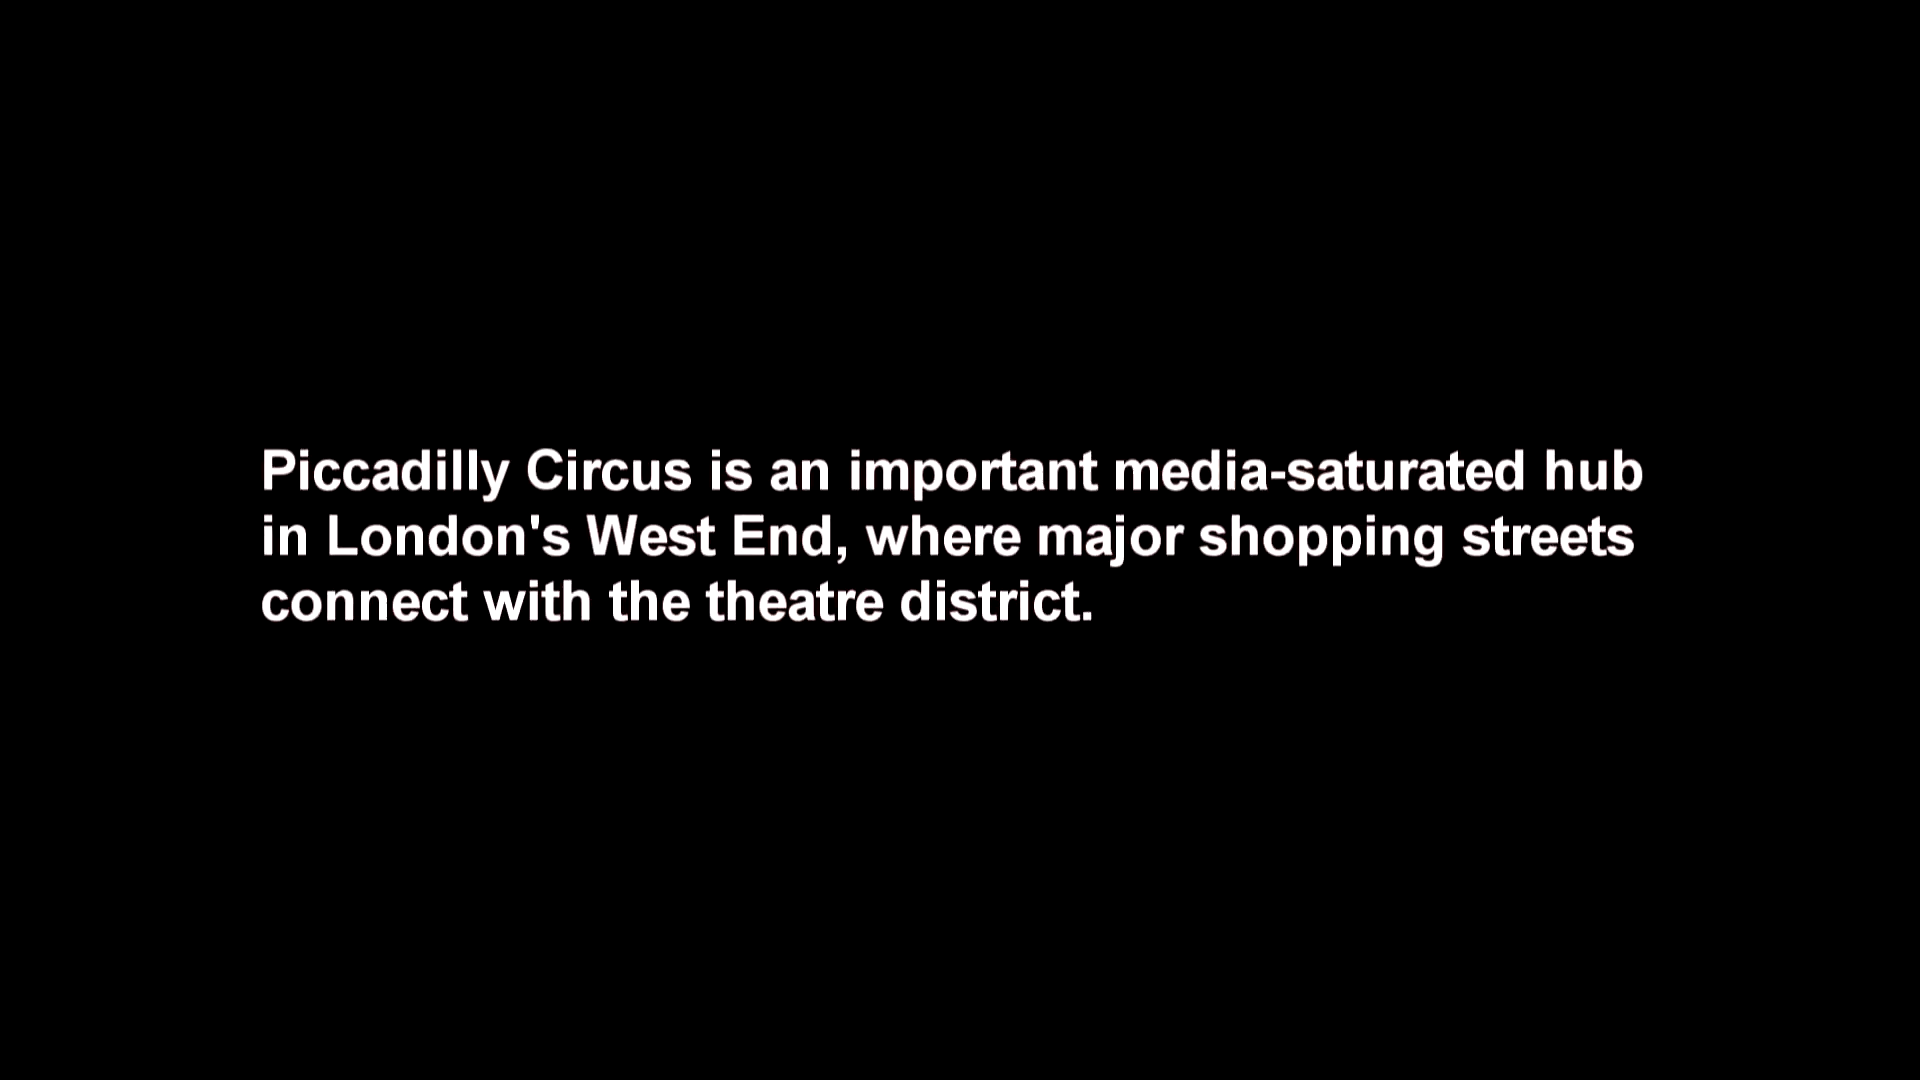 Piccadilly Circus is an important media-saturated hub
in London's West End, where major shopping streets
connect with the theatre district.